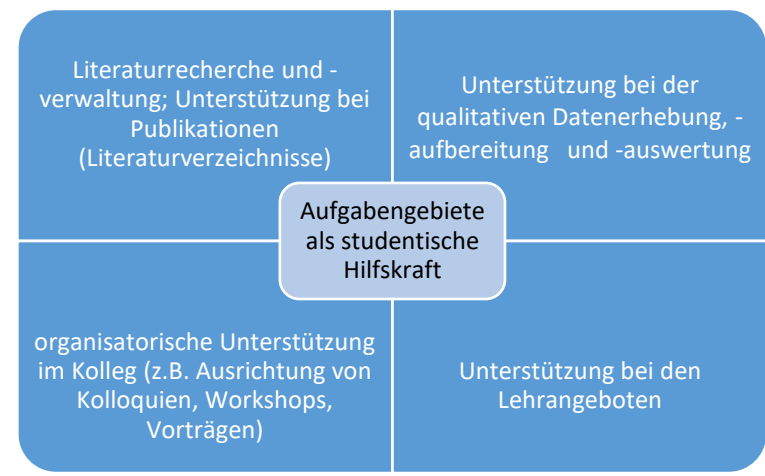 Literaturrecherche und -
verwaltung; Unterstützung bei
Publikationen
(Literaturverzeichnisse)
Unterstützung bei der
qualitativen Datenerhebung, -
aufbereitung und -auswertung
Aufgabengebiete
als studentische
Hilfskraft
organisatorische Unterstützung
im Kolleg (z.B. Ausrichtung von
Kolloquien, Workshops,
Vorträgen)
Unterstützung bei den
Lehrangeboten